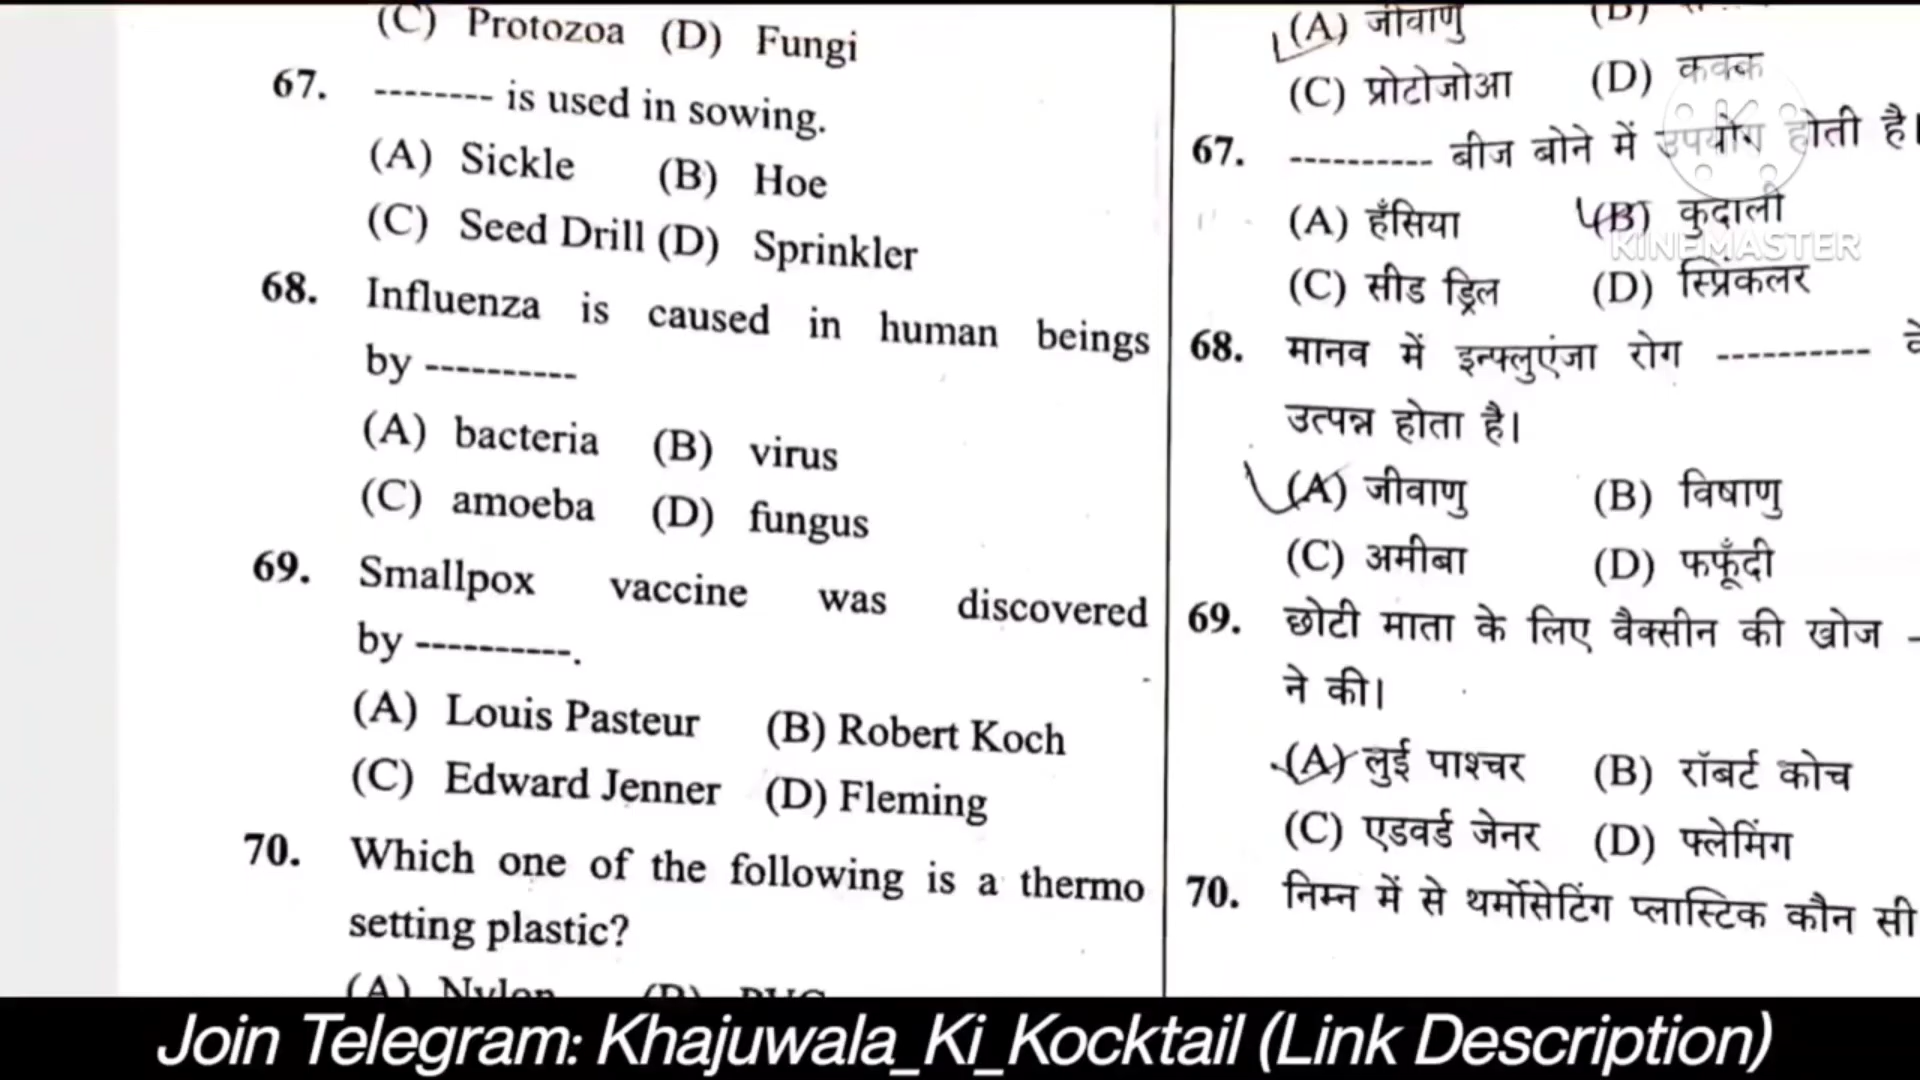 (C) Protozoa (D) Fungi
67. -------- is used in sowing.
(A) Sickle (B) Hoe
(C) Seed Drill (D) Sprinkler
68. Influenza is caused in human beings
by ----------
(A) bacteria (B) virus
(C) amoeba (D) fungus
69. Smallpox vaccine was discovered
by ----------.
(A) Louis Pasteur (B) Robert Koch
(C) Edward Jenner (D) Fleming
70. Which one of the following is a thermo
setting plastic?
(A) Nylon (B) PVC
(A) जीवाणु (B)
(C) प्रोटोजोआ (D) कवक
67. ---------- बीज बोने में उपयोग होती है।
(A) हँसिया (B) कुदाली
KINEMASTER
(C) सीड ड्रिल (D) स्प्रिंकलर
68. मानव में इन्फ्लुएंजा रोग ----------
उत्पन्न होता है।
(A) जीवाणु (B) विषाणु
(C) अमीबा (D) फफूँदी
69. छोटी माता के लिए वैक्सीन की खोज -
ने की।
(A) लुई पाश्चर (B) रॉबर्ट कोच
(C) एडवर्ड जेनर (D) फ्लेमिंग
70. निम्न में से थर्मोसेटिंग प्लास्टिक कौन सी
Join Telegram: Khajuwala_Ki_Kocktail (Link Description)